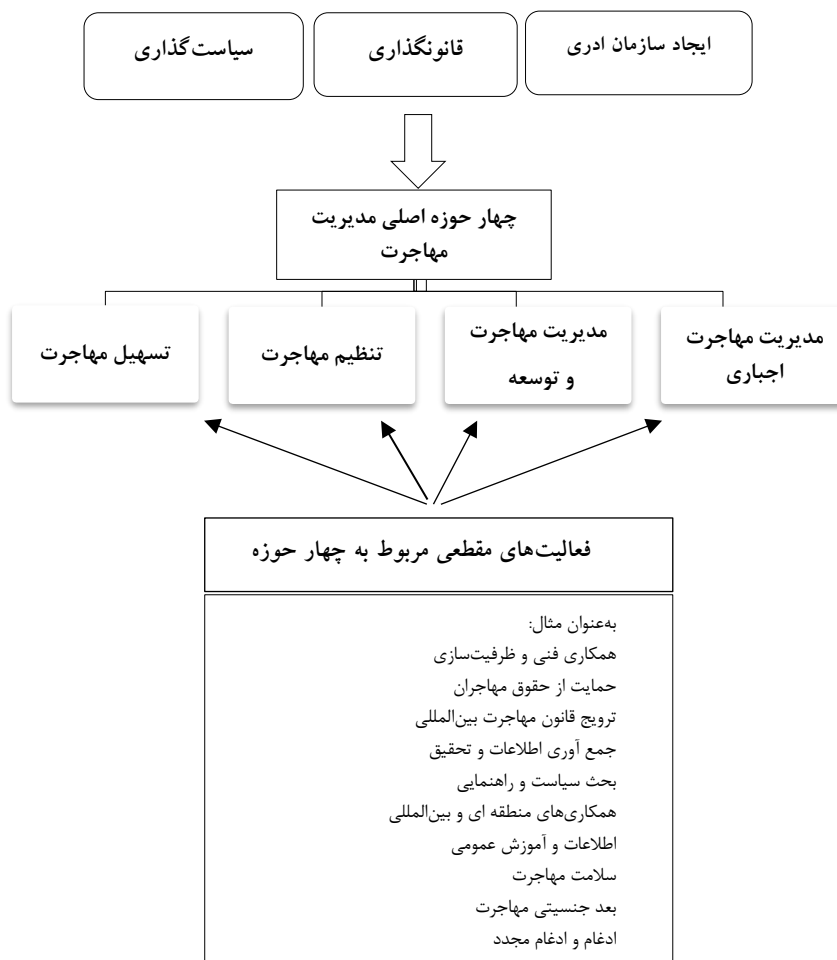 ایجاد سازمان ادری
قانونگذاری
سیاست‌گذاری
چهار حوزه اصلی مدیریت
مهاجرت
مدیریت مهاجرت
اجباری
مدیریت مهاجرت
و توسعه
تنظیم مهاجرت
تسهیل مهاجرت
فعالیت‌های مقطعی مربوط به چهار حوزه
به‌عنوان مثال:
همکاری فنی و ظرفیت‌سازی
حمایت از حقوق مهاجران
ترویج قانون مهاجرت بین‌المللی
جمع آوری اطلاعات و تحقیق
بحث سیاست و راهنمایی
همکاری‌های منطقه ای و بین‌المللی
اطلاعات و آموزش عمومی
سلامت مهاجرت
بعد جنسیتی مهاجرت
ادغام و ادغام مجدد